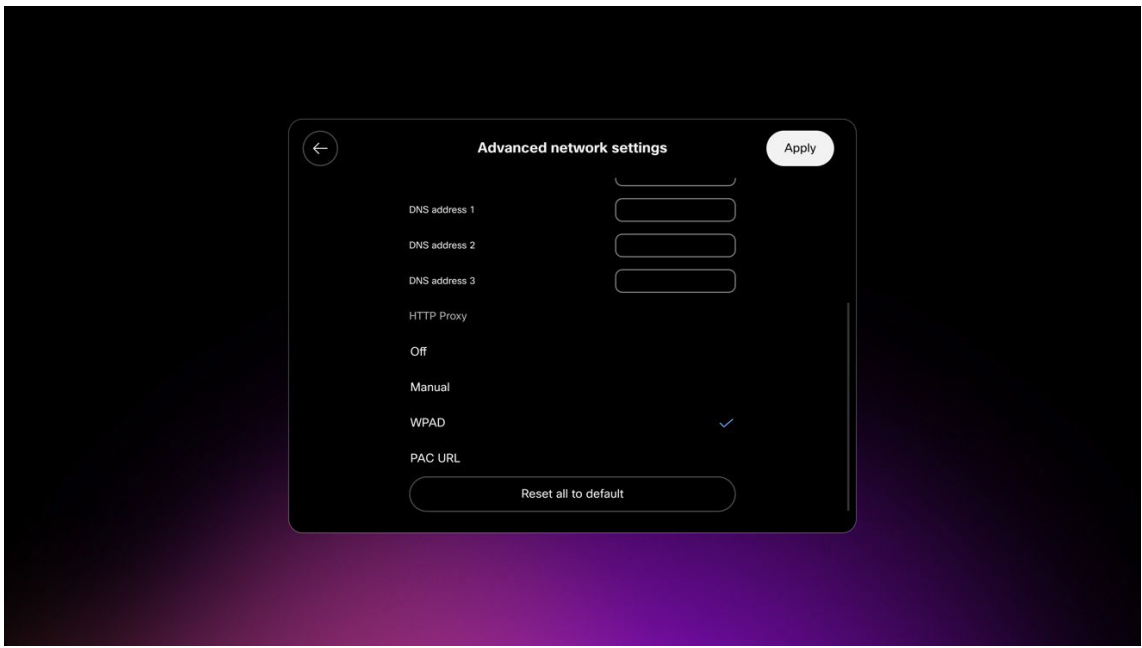 Advanced network settings
Apply
DNS address 1
DNS address 2
DNS address 3
HTTP Proxy
Off
Manual
WPAD
PAC URL
Reset all to default